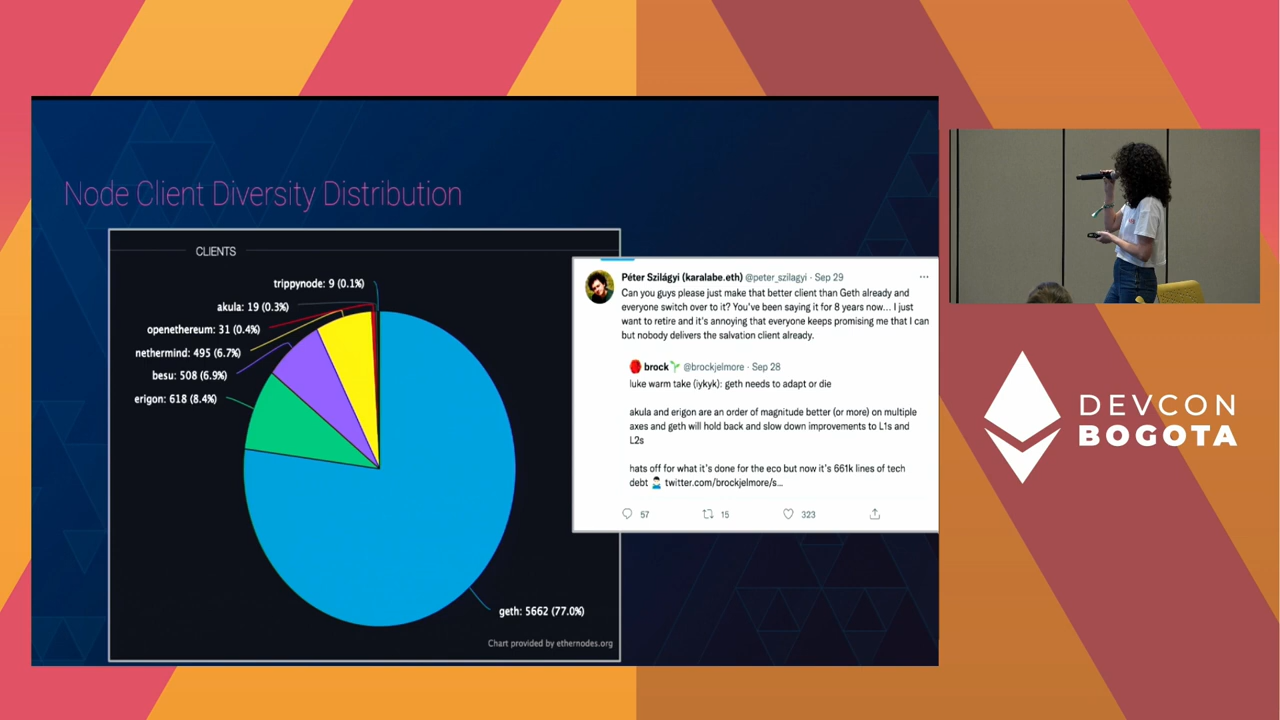 Node Client Diversity Distribution
CLIENTS
trippynode: 9 (0.1%)
akula: 19 (0.3%)
openethereum: 31 (0.4%)
nethermind: 495 (6.7%)
besu: 508 (6.9%)
erigon: 618 (8.4%)
geth: 5662 (77.0%)
Chart provided by ethernodes.org
Péter Szilágyi (karalabe.eth) @peter_szilagyi · Sep 29
Can you guys please just make that better client than Geth already and
everyone switch over to it? You've been saying it for 8 years now... I just
want to retire and it's annoying that everyone keeps promising me that I can
but nobody delivers the salvation client already.
brock @brockjelmore · Sep 28
luke warm take (iykyk): geth needs to adapt or die
akula and erigon are an order of magnitude better (or more) on multiple
axes and geth will hold back and slow down improvements to L1s and
L2s
hats off for what it's done for the eco but now it's 661k lines of tech
debt twitter.com/brockjelmore/s...
57 15 323
DEVCON
BOGOTA